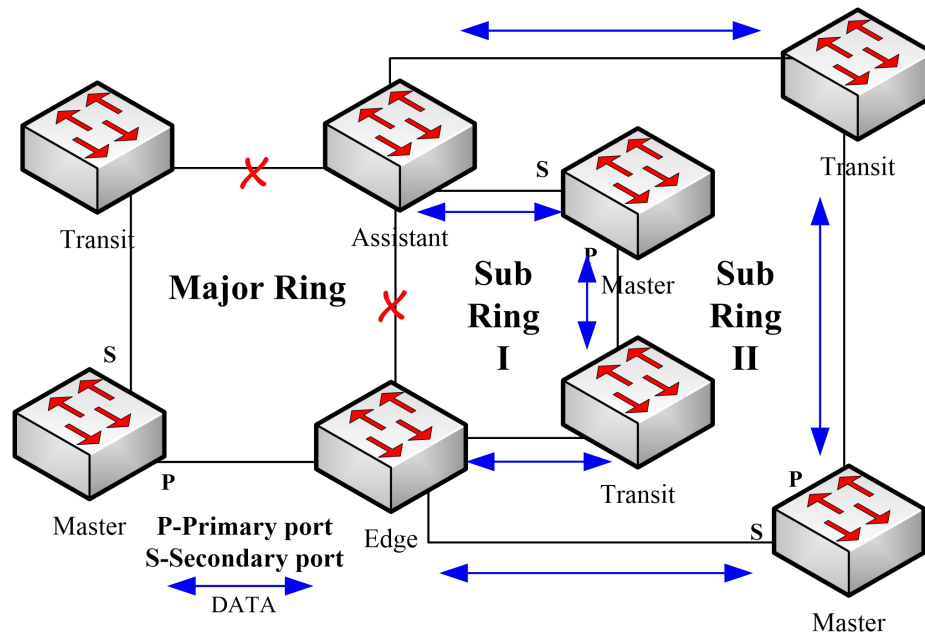 Transit
S
Transit
Assistant
P
Master
Major Ring
Sub
Ring
I
Sub
Ring
II
S
P
Transit
P
Master
Edge
S
P-Primary port
S-Secondary port
DATA
Master